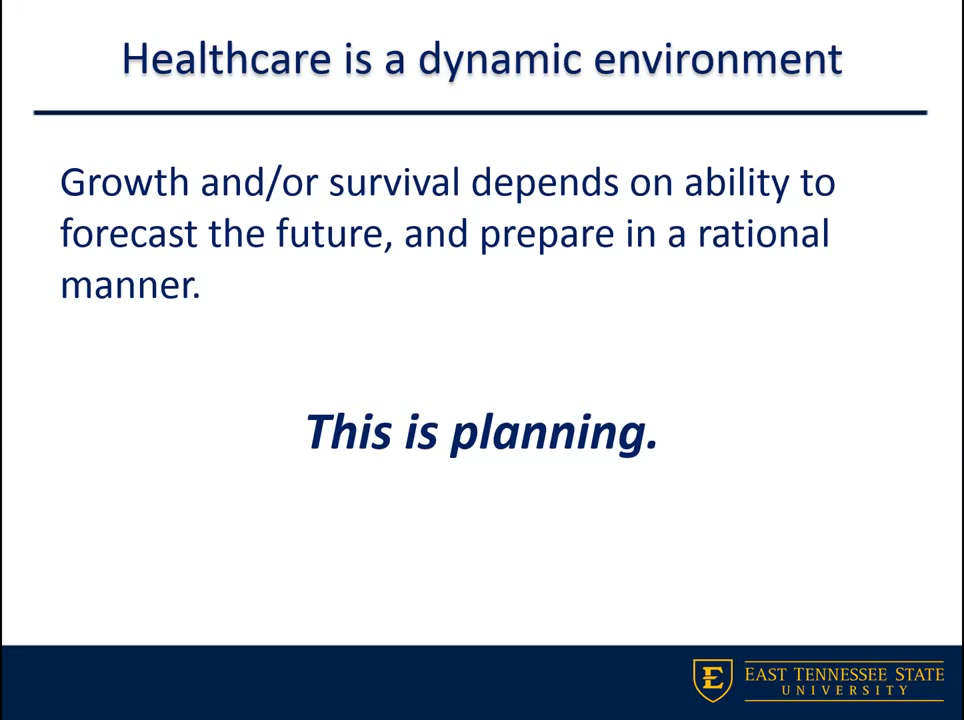 Healthcare is a dynamic environment
Growth and/or survival depends on ability to
forecast the future, and prepare in a rational
manner.
This is planning.
E
EAST TENNESSEE STATE
UNIVERSITY